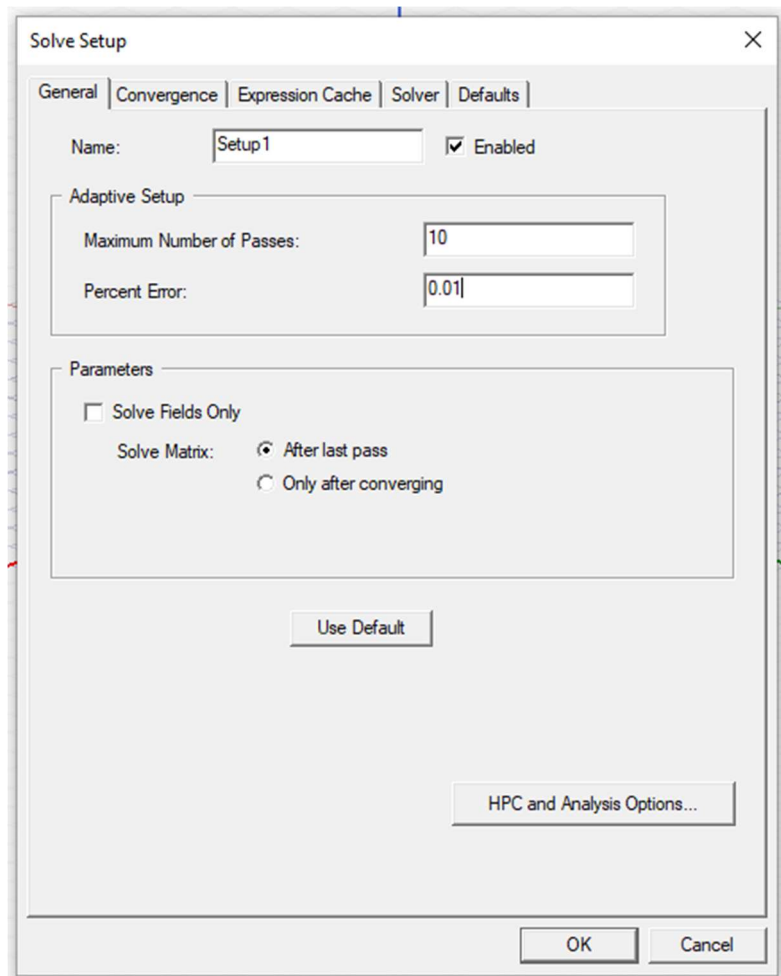 Solve Setup
General Convergence Expression Cache Solver Defaults
Name: Setup1 Enabled
Adaptive Setup
Maximum Number of Passes: 10
Percent Error: 0.01
Parameters
Solve Fields Only
Solve Matrix: After last pass
Only after converging
Use Default
HPC and Analysis Options...
OK Cancel